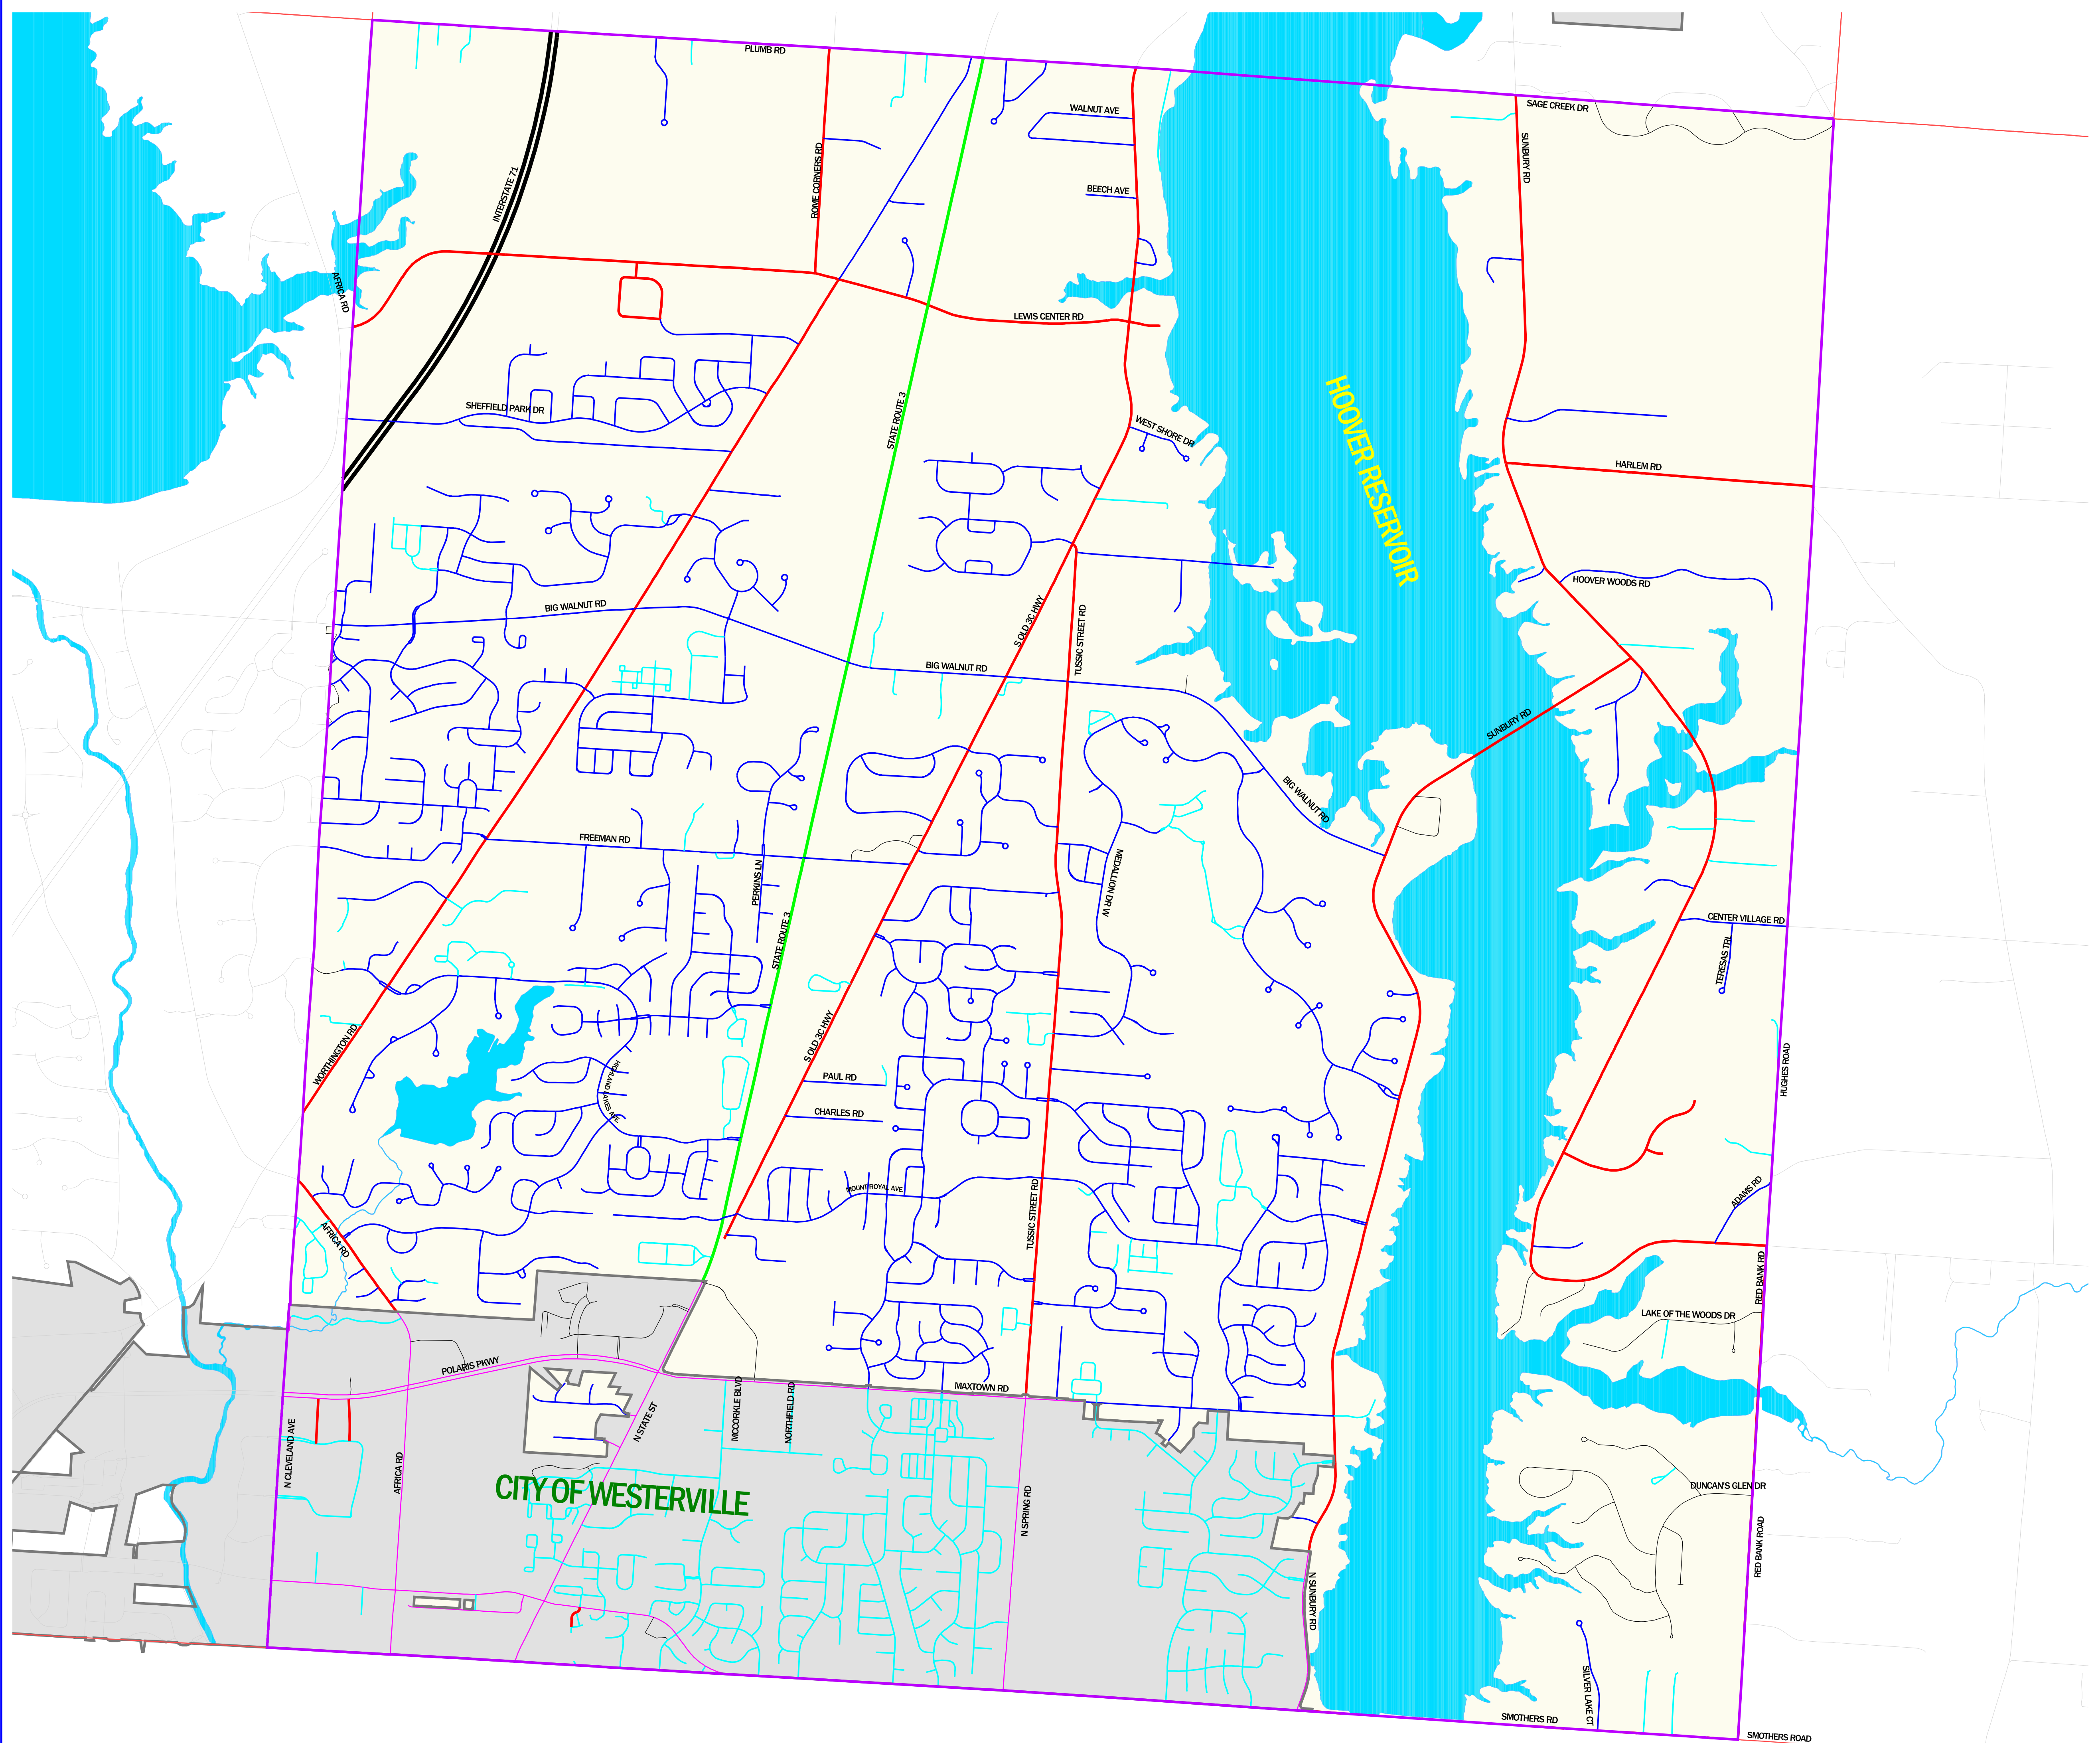 PLUMB RD
SAGE CREEK DR
WALNUT AVE
SUNBURY RD
ROME CORNERS RD
INTERSTATE 71
BEECH AVE
AFRICA RD
LEWIS CENTER RD
SHEFFIELD PARK DR
STATE ROUTE 3
WEST SHORE DR
HOOVER RESERVOIR
HARLEM RD
HOOVER WOODS RD
BIG WALNUT RD
S OLD 3C HWY
TUSSIC STREET RD
BIG WALNUT RD
SUNBURY RD
BIG WALNUT RD
FREEMAN RD
PERKINS LN
MEDALLION DR W
STATE ROUTE 3
CENTER VILLAGE RD
TERESAS TRL
WORTHINGTON RD
S OLD 3C HWY
HIGHLAND LAKES AVE
PAUL RD
HUGHES ROAD
CHARLES RD
MOUNT ROYAL AVE
ADAMS RD
TUSSIC STREET RD
AFRICA RD
RED BANK RD
LAKE OF THE WOODS DR
POLARIS PKWY
MAXTOWN RD
MCCORKLE BLVD
NORTHFIELD RD
N STATE ST
N CLEVELAND AVE
AFRICA RD
CITY OF WESTERVILLE
N SPRING RD
DUNCAN'S GLEN DR
RED BANK ROAD
N SUNBURY RD
SILVER LAKE CT
SMOTHERS RD
SMOTHERS ROAD